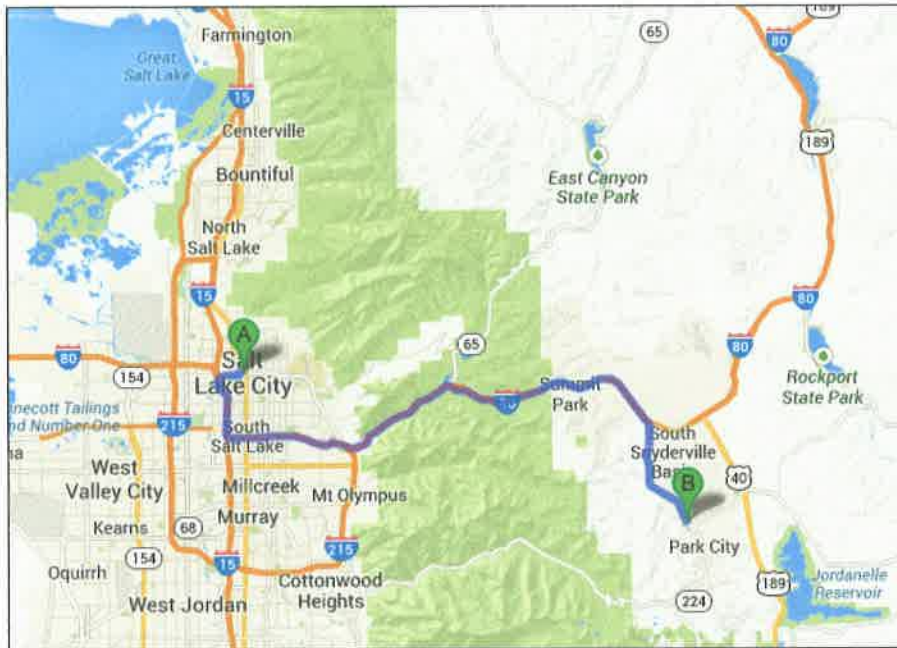 Farmington
65
189
80
Great
Salt Lake
15
Centerville
189
Bountiful
East Canyon
State Park
North
Salt Lake
15
80
A
65
80
80
154
Salt
Lake City
Summit
Park
Rockport
State Park
necott Tailings
nd Number One
215
South
Salt Lake
South
Snyderville
Basin
West
Valley City
Millcreek
Mt Olympus
B
40
Kearns
68
Murray
154
215
Park City
Oquirrh
15
Cottonwood
Heights
189
Jordanelle
Reservoir
West Jordan
224